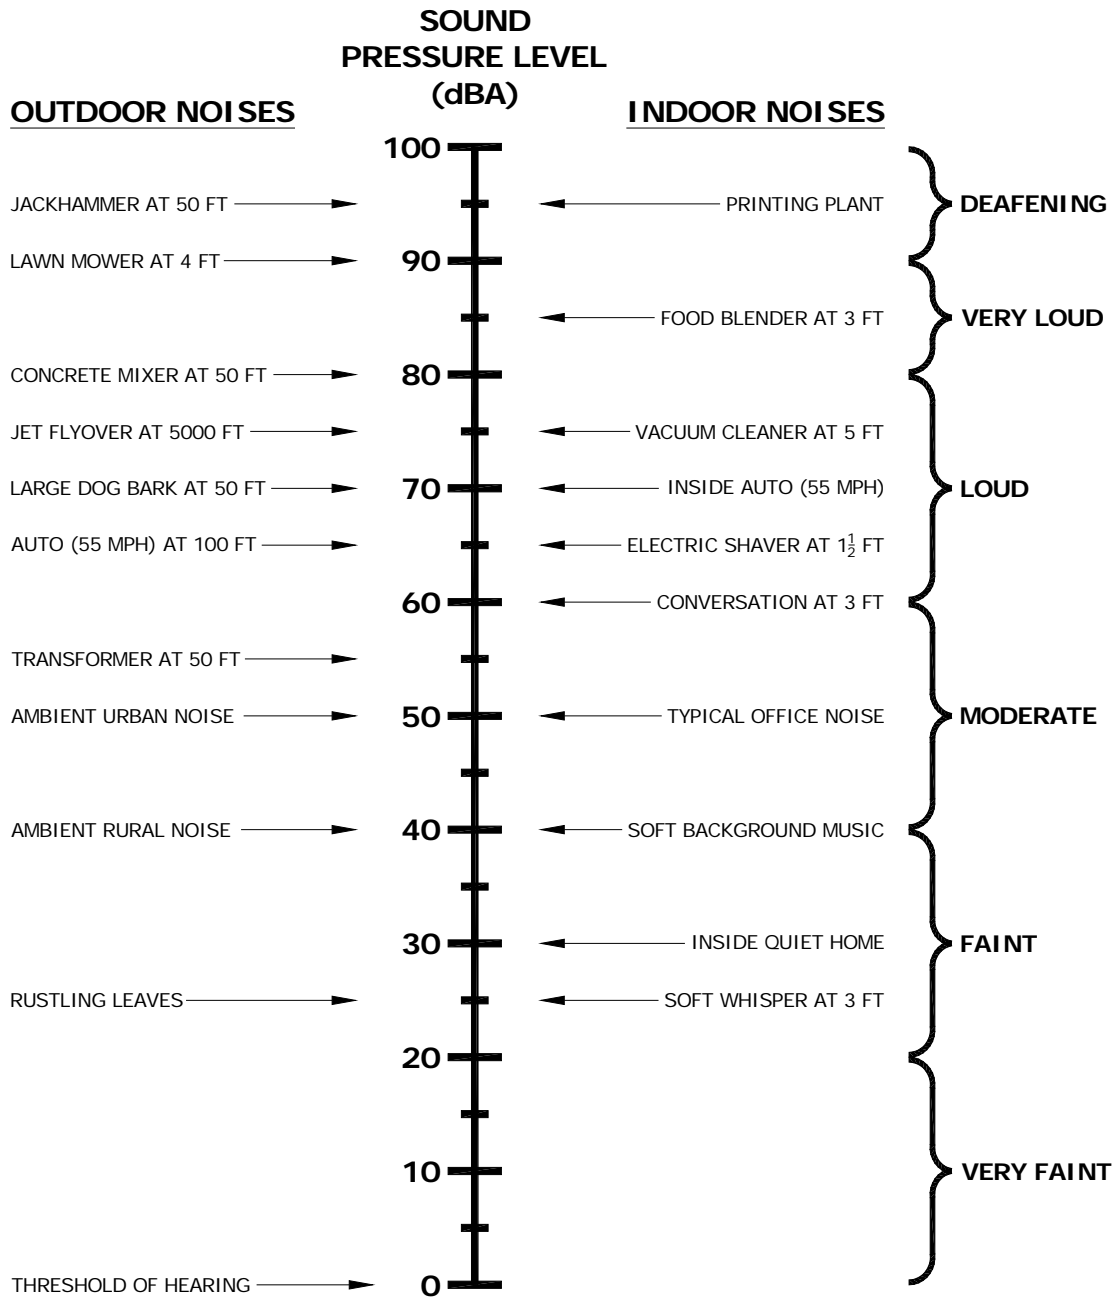 SOUND
PRESSURE LEVEL
(dBA)
OUTDOOR NOISES
INDOOR NOISES
100
JACKHAMMER AT 50 FT
PRINTING PLANT
DEAFENING
LAWN MOWER AT 4 FT
90
FOOD BLENDER AT 3 FT
VERY LOUD
CONCRETE MIXER AT 50 FT
80
JET FLYOVER AT 5000 FT
VACUUM CLEANER AT 5 FT
LARGE DOG BARK AT 50 FT
70
INSIDE AUTO (55 MPH)
LOUD
AUTO (55 MPH) AT 100 FT
ELECTRIC SHAVER AT 1½ FT
60
CONVERSATION AT 3 FT
TRANSFORMER AT 50 FT
AMBIENT URBAN NOISE
50
TYPICAL OFFICE NOISE
MODERATE
AMBIENT RURAL NOISE
40
SOFT BACKGROUND MUSIC
30
INSIDE QUIET HOME
FAINT
RUSTLING LEAVES
SOFT WHISPER AT 3 FT
20
10
VERY FAINT
THRESHOLD OF HEARING
0